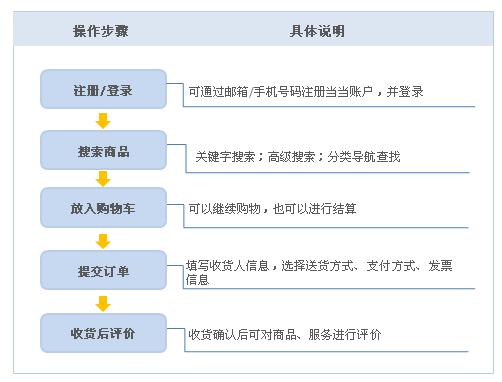 操作步骤 具体说明
注册/登录 可通过邮箱/手机号码注册当当账户，并登录
搜索商品 关键字搜索；高级搜索；分类导航查找
放入购物车 可以继续购物，也可以进行结算
提交订单 填写收货人信息，选择送货方式、支付方式、发票
信息
收货后评价 收货确认后可对商品、服务进行评价